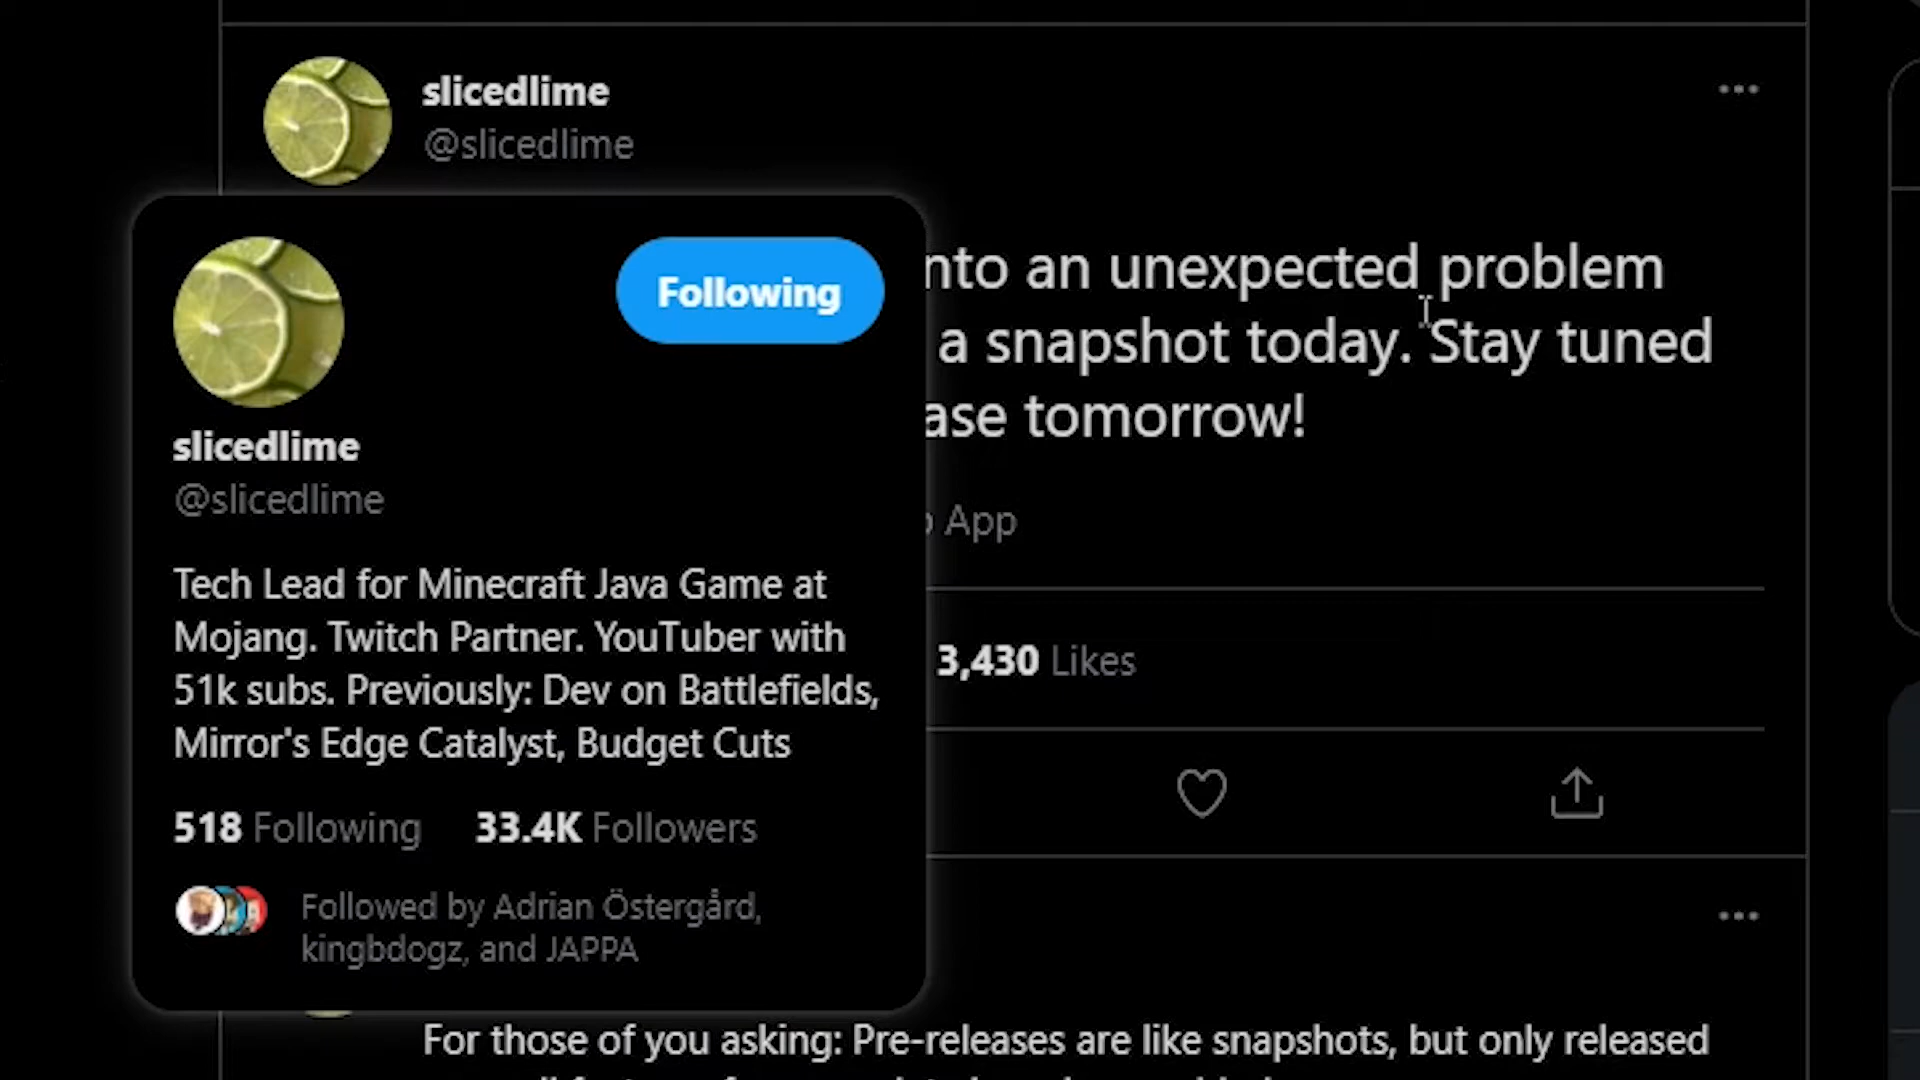 slicedlime
@slicedlime
Following
slicedlime
@slicedlime
Tech Lead for Minecraft Java Game at
Mojang. Twitch Partner. YouTuber with
51k subs. Previously: Dev on Battlefields,
Mirror's Edge Catalyst, Budget Cuts
518 Following 33.4K Followers
Followed by Adrian Östergård,
kingbdogz, and JAPPA
nto an unexpected problem
a snapshot today. Stay tuned
ase tomorrow!
App
3,430 Likes
For those of you asking: Pre-releases are like snapshots, but only released